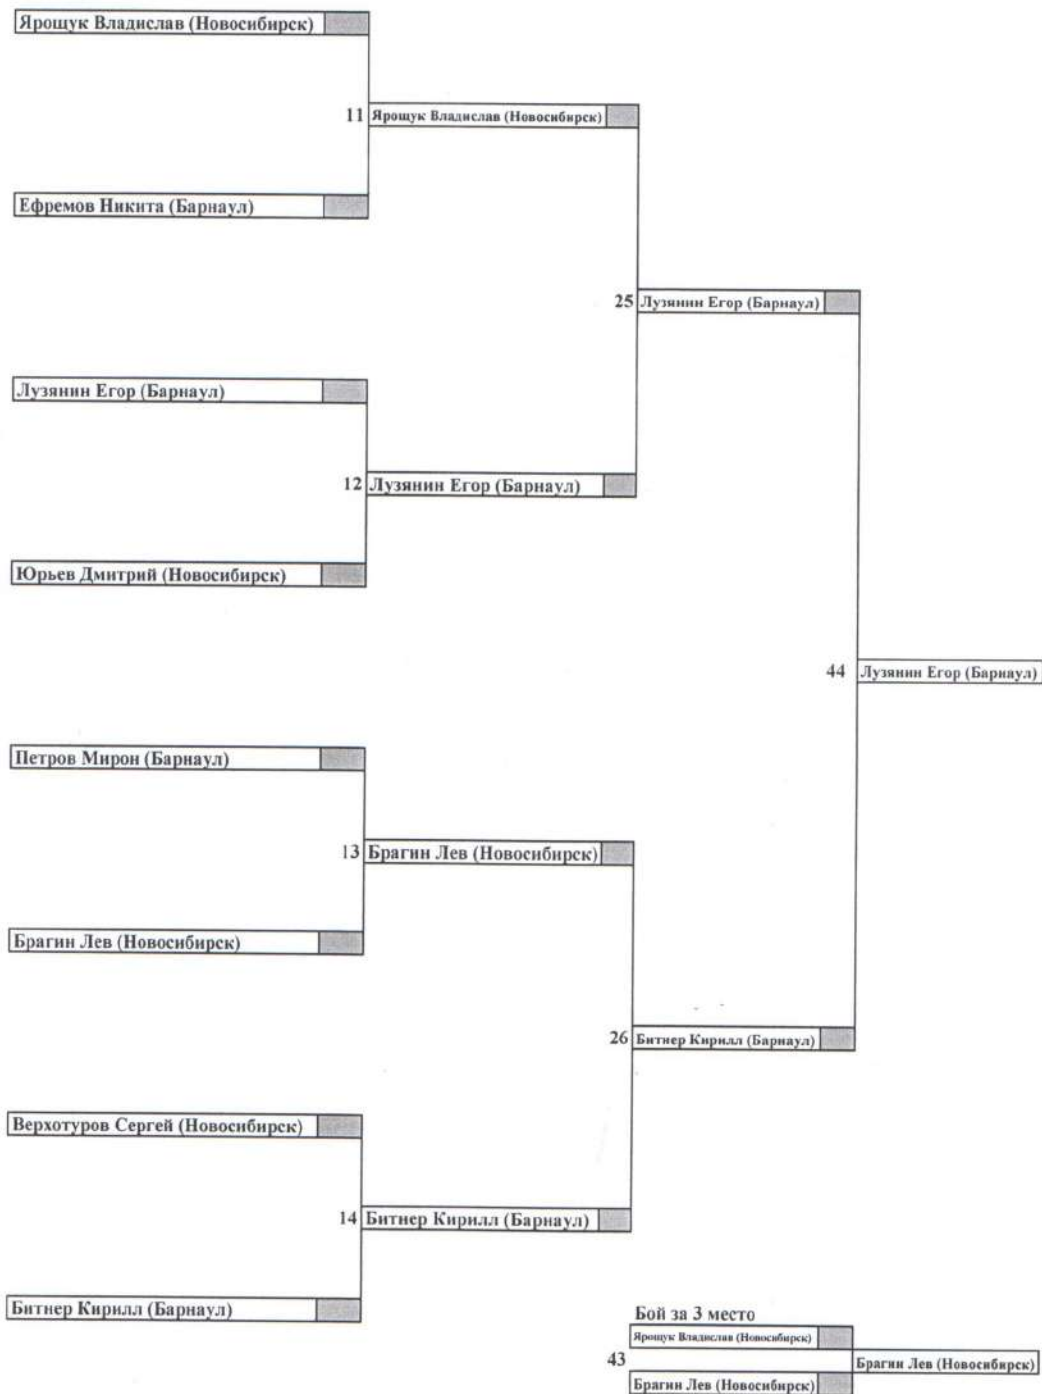 Ярощук Владислав (Новосибирск)
11 Ярощук Владислав (Новосибирск)
Ефремов Никита (Барнаул)
25 Лузянин Егор (Барнаул)
Лузянин Егор (Барнаул)
12 Лузянин Егор (Барнаул)
Юрьев Дмитрий (Новосибирск)
44 Лузянин Егор (Барнаул)
Петров Мирон (Барнаул)
13 Брагин Лев (Новосибирск)
Брагин Лев (Новосибирск)
26 Битнер Кирилл (Барнаул)
Верхотуров Сергей (Новосибирск)
14 Битнер Кирилл (Барнаул)
Битнер Кирилл (Барнаул)
Бой за 3 место
Ярощук Владислав (Новосибирск)
43 Брагин Лев (Новосибирск)
Брагин Лев (Новосибирск)